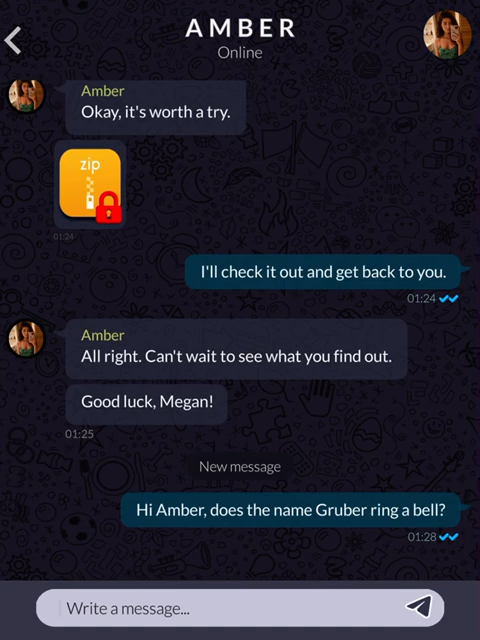 AMBER
Online
Amber
Okay, it's worth a try.
zip
01:24
I'll check it out and get back to you.
01:24
Amber
All right. Can't wait to see what you find out.
Good luck, Megan!
01:25
New message
Hi Amber, does the name Gruber ring a bell?
01:28
Write a message...